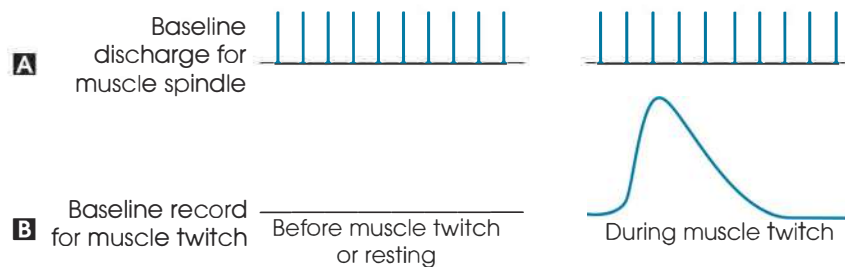 Baseline
discharge for
muscle spindle
A
Baseline record
for muscle twitch
B
Before muscle twitch
or resting
During muscle twitch